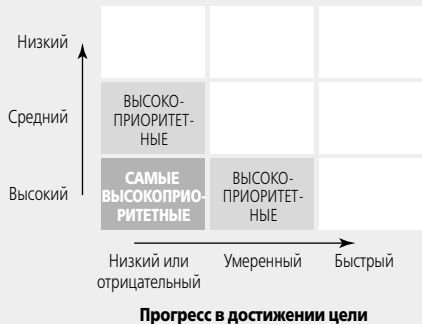 Низкий
Средний
ВЫСОКО-
ПРИОРИТЕТ-
НЫЕ
Высокий
САМЫЕ
ВЫСОКОПРИО-
РИТЕТНЫЕ
ВЫСОКО-
ПРИОРИТЕТ-
НЫЕ
Низкий или
отрицательный
Умеренный
Быстрый
Прогресс в достижении цели